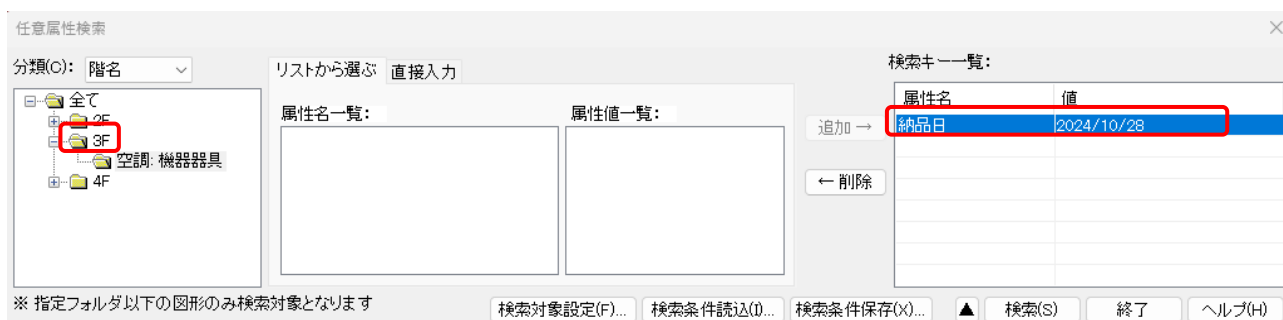 任意属性検索
分類(C): 階名
全て
2F
3F
空調: 機器器具
4F
リストから選ぶ 直接入力
属性名一覧: 属性値一覧:
追加→
←削除
検索キー一覧:
属性名 値
納品日 2024/10/28
※ 指定フォルダ以下の図形のみ検索対象となります
検索対象設定(F)... 検索条件読込(I)... 検索条件保存(X)... ▲ 検索(S) 終了 ヘルプ(H)